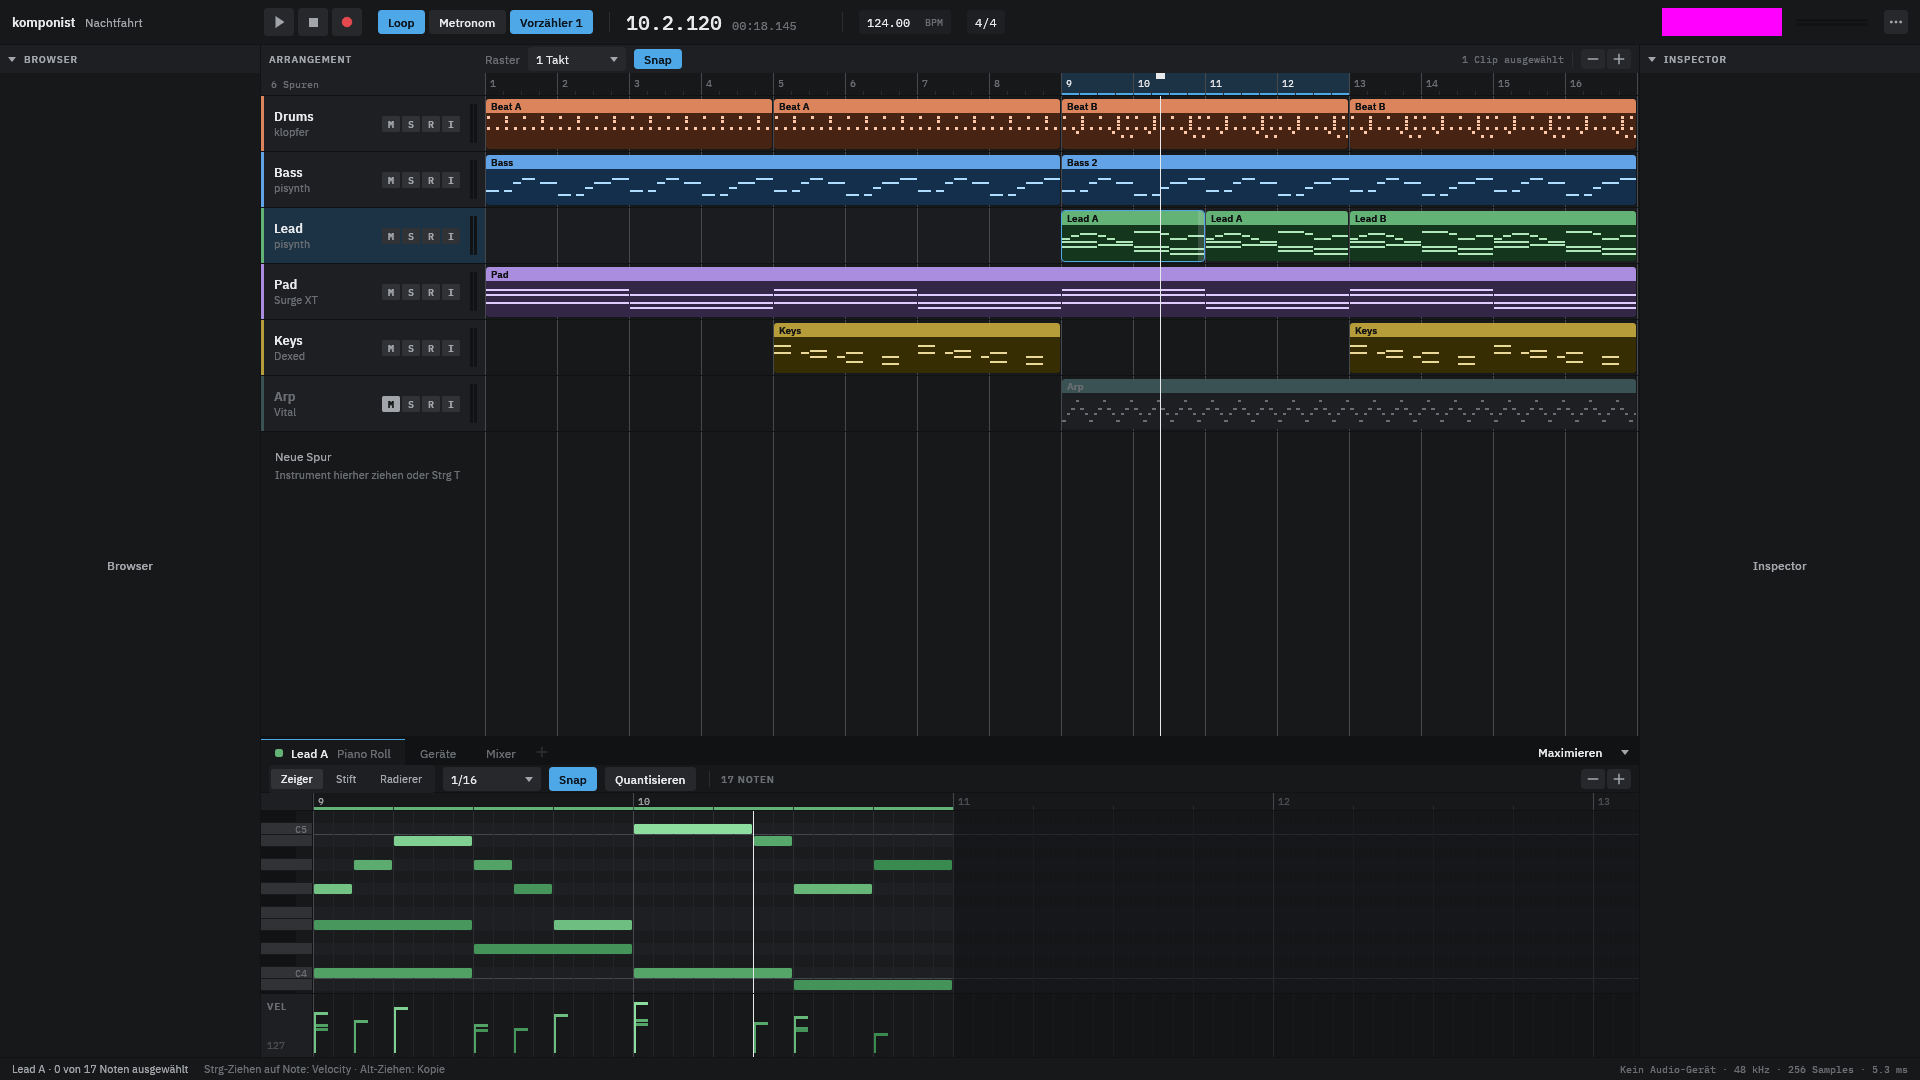 komponist Nachtfahrt Loop Metronom Vorzähler 1 10.2.120 00:18.145 124.00 BPM 4/4
BROWSER
ARRANGEMENT Raster 1 Takt Snap 1 Clip ausgewählt
INSPECTOR
6 Spuren 1 2 3 4 5 6 7 8 9 10 11 12 13 14 15 16
Drums
klopfer
M S R I
Beat A Beat A Beat B Beat B
Bass
pisynth
M S R I
Bass Bass 2
Lead
pisynth
M S R I
Lead A Lead A Lead B
Pad
Surge XT
M S R I
Pad
Keys
Dexed
M S R I
Keys Keys
Arp
Vital
M S R I
Arp
Neue Spur
Instrument hierher ziehen oder Strg T
Browser
Inspector
Lead A Piano Roll Geräte Mixer Maximieren
Zeiger Stift Radierer 1/16 Snap Quantisieren 17 NOTEN
9 10 11 12 13
C5
C4
VEL
127
Lead A · 0 von 17 Noten ausgewählt Strg-Ziehen auf Note: Velocity · Alt-Ziehen: Kopie
Kein Audio-Gerät · 48 kHz · 256 Samples · 5.3 ms